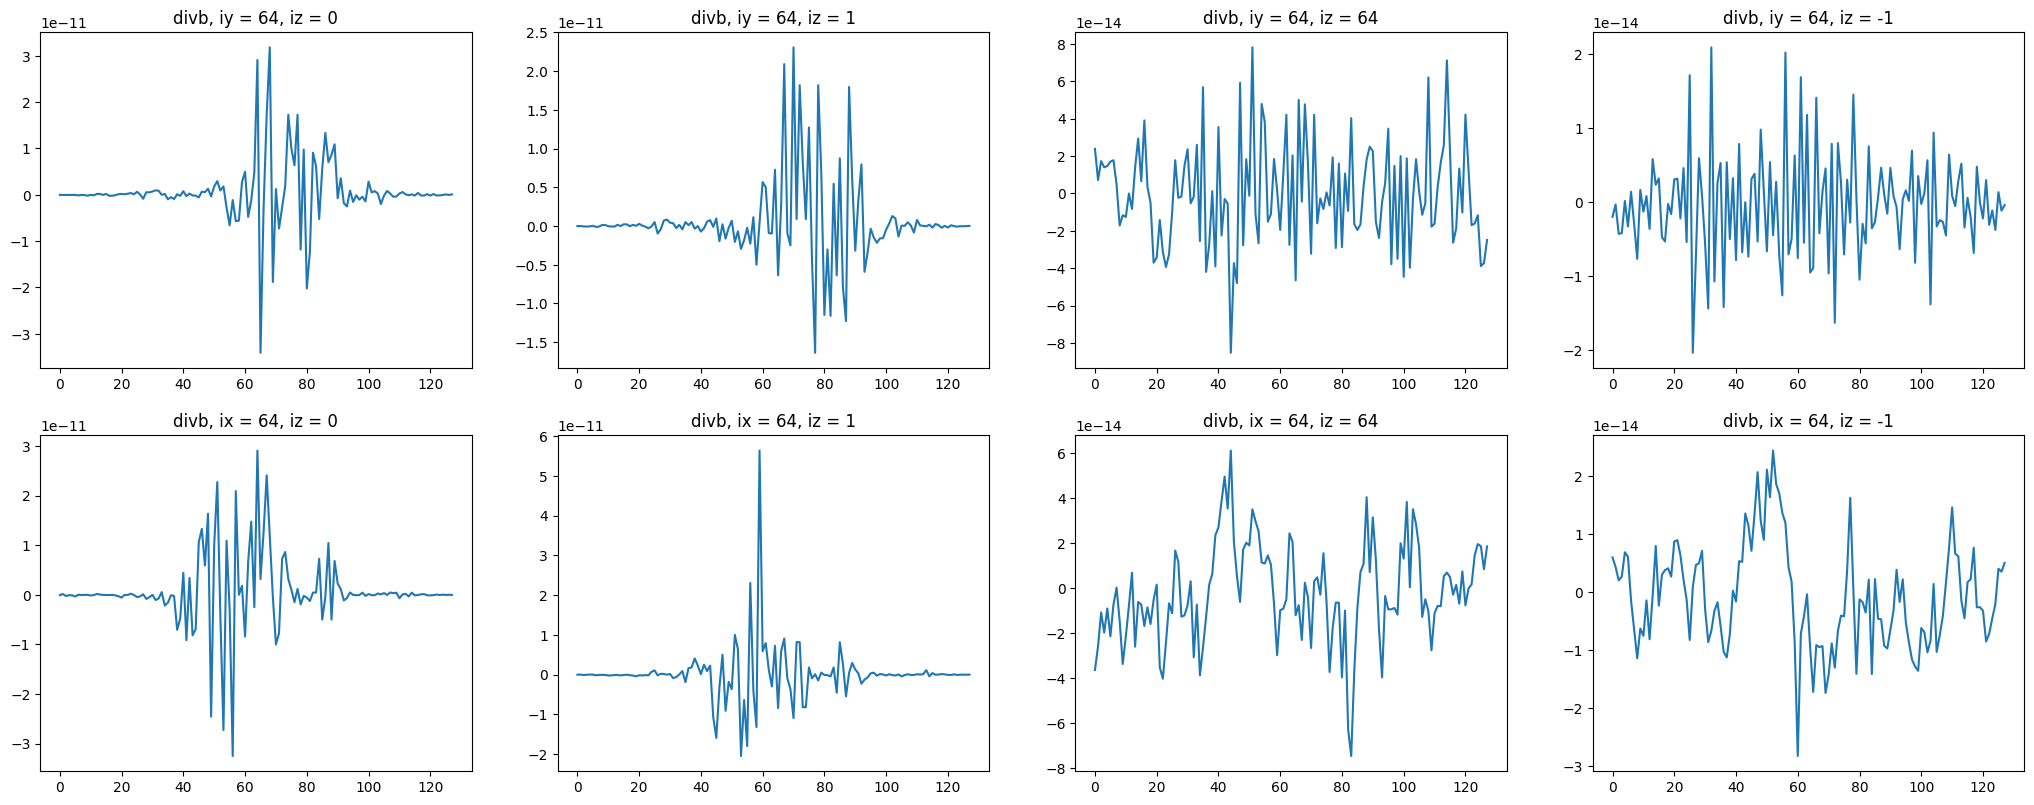 divb, iy = 64, iz = 0
1e−11
3
2
1
0
−1
−2
−3
0 20 40 60 80 100 120
divb, iy = 64, iz = 1
1e−11
2.5
2.0
1.5
1.0
0.5
0.0
−0.5
−1.0
−1.5
0 20 40 60 80 100 120
divb, iy = 64, iz = 64
1e−14
8
6
4
2
0
−2
−4
−6
−8
0 20 40 60 80 100 120
divb, iy = 64, iz = -1
1e−14
2
1
0
−1
−2
0 20 40 60 80 100 120
divb, ix = 64, iz = 0
1e−11
3
2
1
0
−1
−2
−3
0 20 40 60 80 100 120
divb, ix = 64, iz = 1
1e−11
6
5
4
3
2
1
0
−1
−2
0 20 40 60 80 100 120
divb, ix = 64, iz = 64
1e−14
6
4
2
0
−2
−4
−6
−8
0 20 40 60 80 100 120
divb, ix = 64, iz = -1
1e−14
2
1
0
−1
−2
−3
0 20 40 60 80 100 120